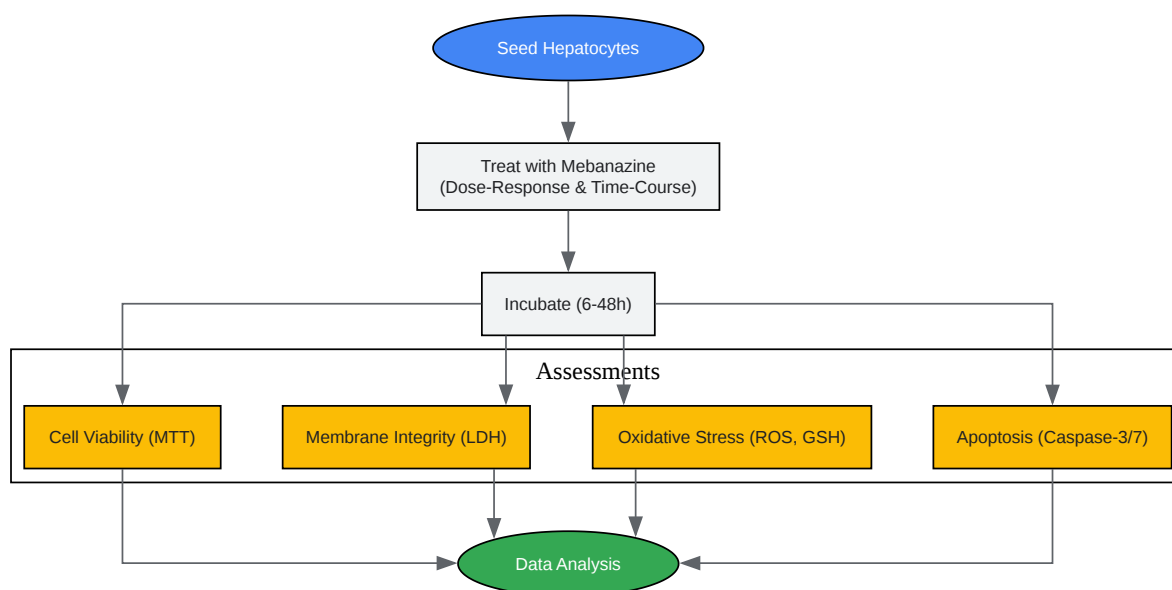 Seed Hepatocytes
Treat with Mebanazine
(Dose-Response & Time-Course)
Incubate (6-48h)
Assessments
Cell Viability (MTT)
Membrane Integrity (LDH)
Oxidative Stress (ROS, GSH)
Apoptosis (Caspase-3/7)
Data Analysis